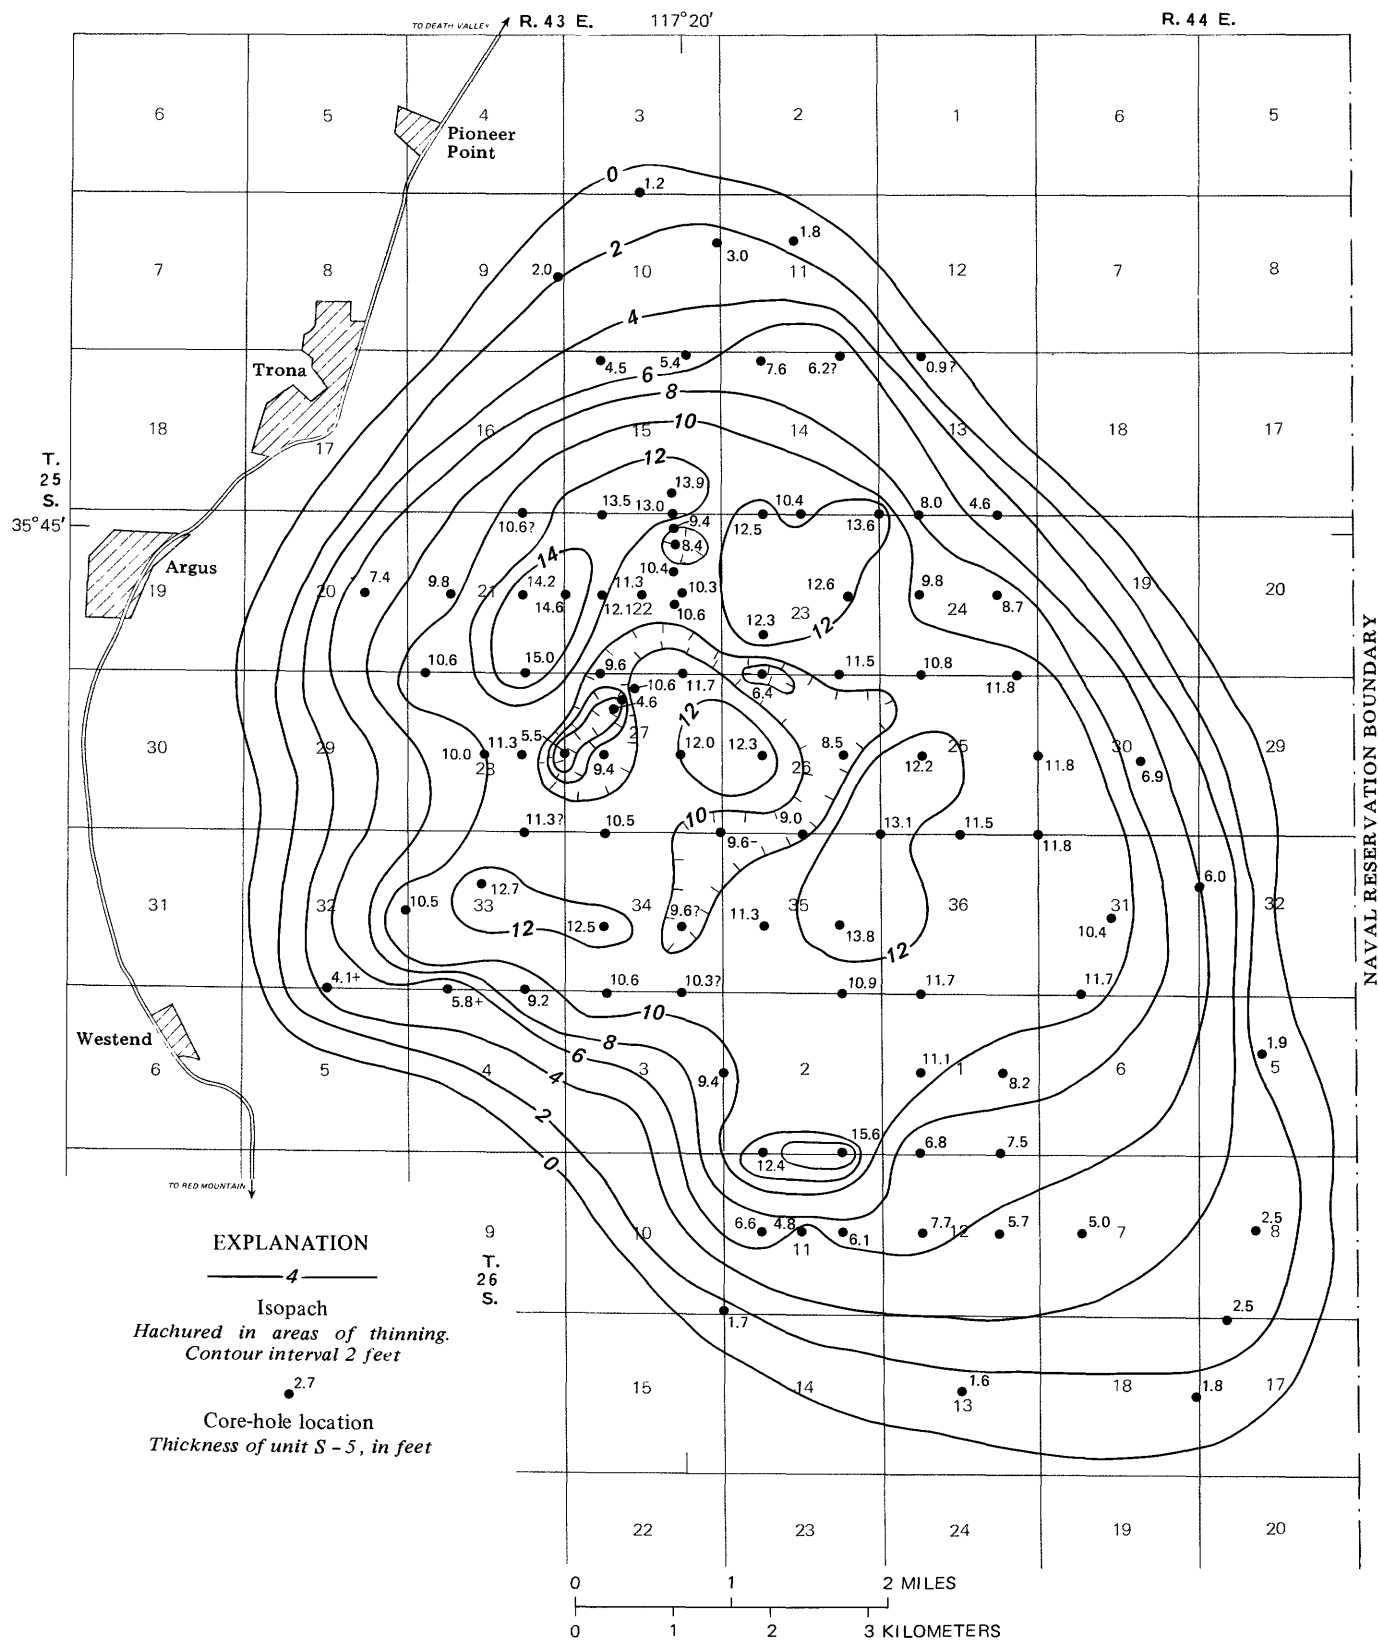 TO DEATH VALLEY R. 43 E. 117°20' R. 44 E.
6 5 4 3 2 1 6 5
Pioneer
Point
0
1.2
2 3.0 1.8
7 8 9 2.0 10 11 12 7 8
4
Trona
4.5 5.4 7.6 6.2? 0.9?
6
8
10
18 17 16 15 14 13 18 17
12
T.
25
S.
35°45'
13.9
10.6? 13.5 13.0 12.5 10.4 13.6 8.0 4.6
9.4
8.4
14
Argus
10.4
19 20 7.4 9.8 21 14.2 14.6 12.1 11.3 22 10.3 10.6 12.6 23 9.8 24 8.7 19 20
12.3 12
10.6 15.0 9.6 11.7 6.4 11.5 10.8 11.8
10.6
4.6
12
30 29 10.0 28 11.3 5.5 9.4 27 12.0 12.3 26 8.5 12.2 25 11.8 30 6.9 29
NAVAL RESERVATION BOUNDARY
10
11.3? 10.5 9.6- 9.0 13.1 11.5 11.8
12.7 6.0
31 32 10.5 33 34 9.6? 11.3 35 36 31 32
12 12.5 13.8 10.4
12
4.1+ 5.8+ 9.2 10.6 10.3? 10.9 11.7 11.7
10
Westend
8
6
1.9
6 5 4 3 9.4 2 11.1 1 8.2 6 5
4
2
15.6
12.4 6.8 7.5
0
TO RED MOUNTAIN
9 10 6.6 4.8 11 6.1 7.7 12 5.7 5.0 7 2.5 8
T.
26
S.
1.7 2.5
15 14 1.6 13 18 1.8 17
22 23 24 19 20
EXPLANATION
4
Isopach
Hachured in areas of thinning.
Contour interval 2 feet
2.7
Core-hole location
Thickness of unit S-5, in feet
0 1 2 MILES
0 1 2 3 KILOMETERS